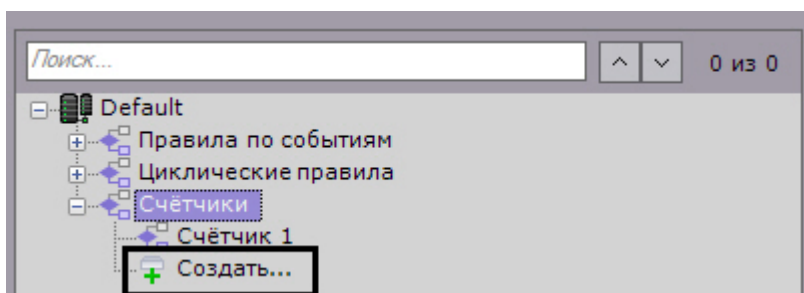 Поиск...
0 из 0
Default
Правила по событиям
Циклические правила
Счётчики
Счётчик 1
Создать...